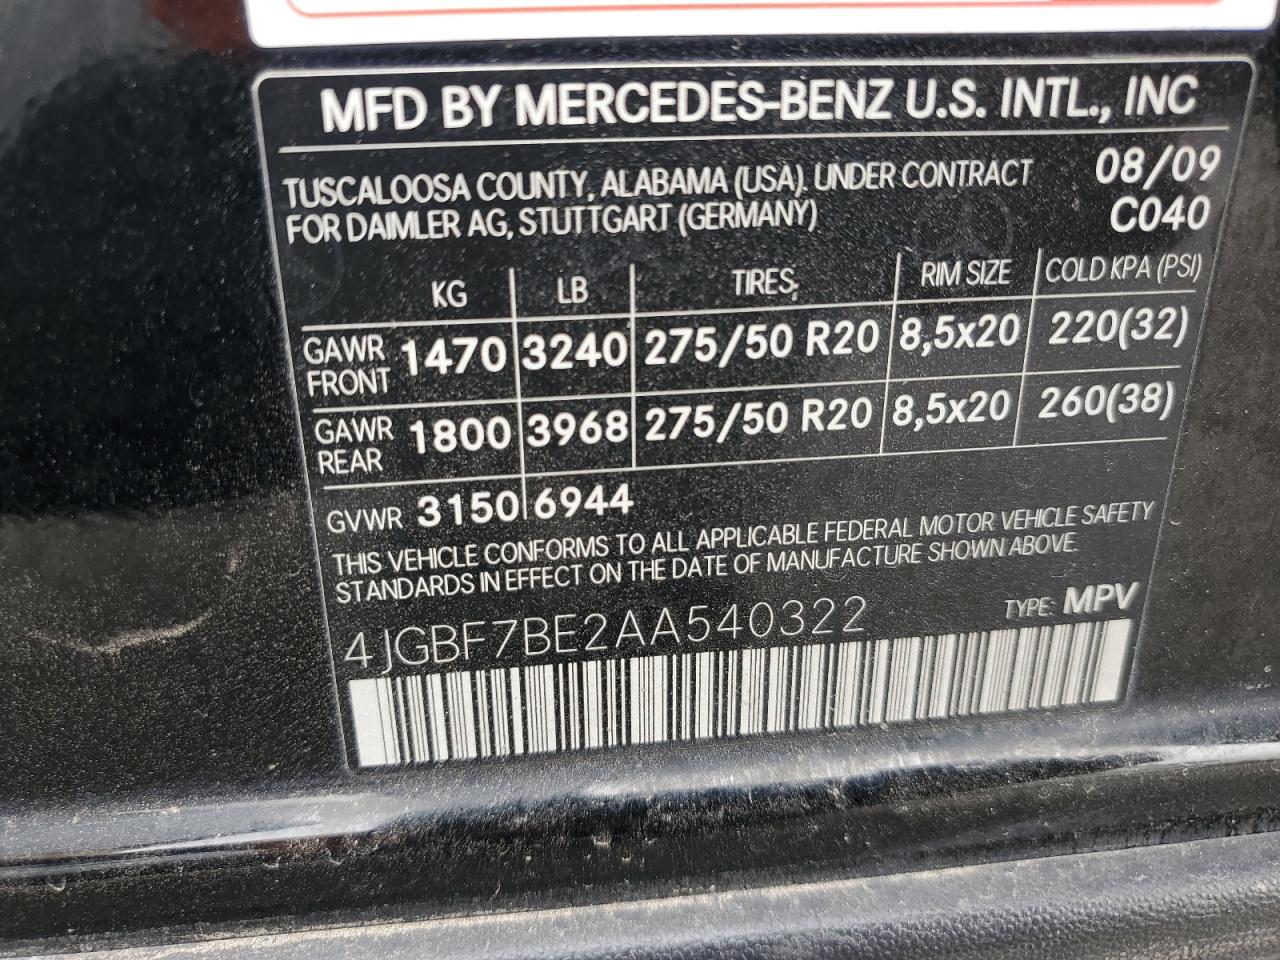 MFD BY MERCEDES-BENZ U.S. INTL., INC
TUSCALOOSA COUNTY, ALABAMA (USA). UNDER CONTRACT 08/09
FOR DAIMLER AG, STUTTGART (GERMANY) C040
KG LB TIRES RIM SIZE COLD KPA (PSI)
GAWR FRONT 1470 3240 275/50 R20 8,5x20 220(32)
GAWR REAR 1800 3968 275/50 R20 8,5x20 260(38)
GVWR 3150 6944
THIS VEHICLE CONFORMS TO ALL APPLICABLE FEDERAL MOTOR VEHICLE SAFETY
STANDARDS IN EFFECT ON THE DATE OF MANUFACTURE SHOWN ABOVE.
4JGBF7BE2AA540322 TYPE: MPV